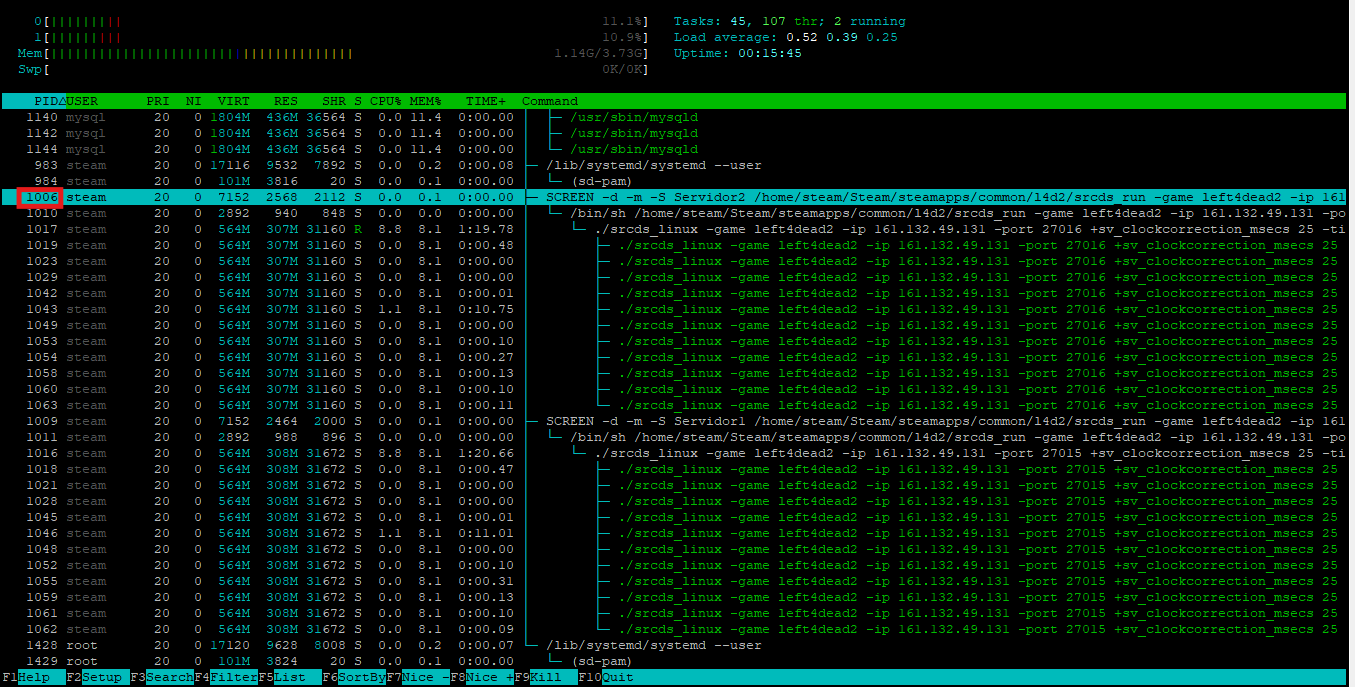 0[|||||||||                                                              11.1%]   Tasks: 45, 107 thr; 2 running
1[|||||||||                                                              10.9%]   Load average: 0.52 0.39 0.25
Mem[||||||||||||||||||||||||||||||||||||||                         1.14G/3.73G]   Uptime: 00:15:45
Swp[                                                                     0K/0K]
PID△USER PRI NI VIRT RES SHR S CPU% MEM% TIME+ Command
1140 mysql 20 0 1804M 436M 36564 S 0.0 11.4 0:00.00 │ ├─ /usr/sbin/mysqld
1142 mysql 20 0 1804M 436M 36564 S 0.0 11.4 0:00.00 │ ├─ /usr/sbin/mysqld
1144 mysql 20 0 1804M 436M 36564 S 0.0 11.4 0:00.00 │ └─ /usr/sbin/mysqld
983 steam 20 0 17116 9532 7892 S 0.0 0.2 0:00.08 ├─ /lib/systemd/systemd --user
984 steam 20 0 101M 3816 20 S 0.0 0.1 0:00.00 │ └─ (sd-pam)
1006 steam 20 0 7152 2568 2112 S 0.0 0.1 0:00.00 ├─ SCREEN -d -m -S Servidor2 /home/steam/Steam/steamapps/common/l4d2/srcds_run -game left4dead2 -ip 161
1010 steam 20 0 2892 940 848 S 0.0 0.0 0:00.00 │ └─ /bin/sh /home/steam/Steam/steamapps/common/l4d2/srcds_run -game left4dead2 -ip 161.132.49.131 -po
1017 steam 20 0 564M 307M 31160 R 8.8 8.1 1:19.78 │ └─ ./srcds_linux -game left4dead2 -ip 161.132.49.131 -port 27016 +sv_clockcorrection_msecs 25 -ti
1019 steam 20 0 564M 307M 31160 S 0.0 8.1 0:00.48 │ ├─ ./srcds_linux -game left4dead2 -ip 161.132.49.131 -port 27016 +sv_clockcorrection_msecs 25
1023 steam 20 0 564M 307M 31160 S 0.0 8.1 0:00.00 │ ├─ ./srcds_linux -game left4dead2 -ip 161.132.49.131 -port 27016 +sv_clockcorrection_msecs 25
1029 steam 20 0 564M 307M 31160 S 0.0 8.1 0:00.00 │ ├─ ./srcds_linux -game left4dead2 -ip 161.132.49.131 -port 27016 +sv_clockcorrection_msecs 25
1042 steam 20 0 564M 307M 31160 S 0.0 8.1 0:00.01 │ ├─ ./srcds_linux -game left4dead2 -ip 161.132.49.131 -port 27016 +sv_clockcorrection_msecs 25
1043 steam 20 0 564M 307M 31160 S 1.1 8.1 0:10.75 │ ├─ ./srcds_linux -game left4dead2 -ip 161.132.49.131 -port 27016 +sv_clockcorrection_msecs 25
1049 steam 20 0 564M 307M 31160 S 0.0 8.1 0:00.00 │ ├─ ./srcds_linux -game left4dead2 -ip 161.132.49.131 -port 27016 +sv_clockcorrection_msecs 25
1053 steam 20 0 564M 307M 31160 S 0.0 8.1 0:00.10 │ ├─ ./srcds_linux -game left4dead2 -ip 161.132.49.131 -port 27016 +sv_clockcorrection_msecs 25
1054 steam 20 0 564M 307M 31160 S 0.0 8.1 0:00.27 │ ├─ ./srcds_linux -game left4dead2 -ip 161.132.49.131 -port 27016 +sv_clockcorrection_msecs 25
1058 steam 20 0 564M 307M 31160 S 0.0 8.1 0:00.13 │ ├─ ./srcds_linux -game left4dead2 -ip 161.132.49.131 -port 27016 +sv_clockcorrection_msecs 25
1060 steam 20 0 564M 307M 31160 S 0.0 8.1 0:00.10 │ ├─ ./srcds_linux -game left4dead2 -ip 161.132.49.131 -port 27016 +sv_clockcorrection_msecs 25
1063 steam 20 0 564M 307M 31160 S 0.0 8.1 0:00.11 │ └─ ./srcds_linux -game left4dead2 -ip 161.132.49.131 -port 27016 +sv_clockcorrection_msecs 25
1009 steam 20 0 7152 2464 2000 S 0.0 0.1 0:00.00 ├─ SCREEN -d -m -S Servidor1 /home/steam/Steam/steamapps/common/l4d2/srcds_run -game left4dead2 -ip 161
1011 steam 20 0 2892 988 896 S 0.0 0.0 0:00.00 │ └─ /bin/sh /home/steam/Steam/steamapps/common/l4d2/srcds_run -game left4dead2 -ip 161.132.49.131 -po
1016 steam 20 0 564M 308M 31672 S 8.8 8.1 1:20.66 │ └─ ./srcds_linux -game left4dead2 -ip 161.132.49.131 -port 27015 +sv_clockcorrection_msecs 25 -ti
1018 steam 20 0 564M 308M 31672 S 0.0 8.1 0:00.47 │ ├─ ./srcds_linux -game left4dead2 -ip 161.132.49.131 -port 27015 +sv_clockcorrection_msecs 25
1021 steam 20 0 564M 308M 31672 S 0.0 8.1 0:00.00 │ ├─ ./srcds_linux -game left4dead2 -ip 161.132.49.131 -port 27015 +sv_clockcorrection_msecs 25
1028 steam 20 0 564M 308M 31672 S 0.0 8.1 0:00.00 │ ├─ ./srcds_linux -game left4dead2 -ip 161.132.49.131 -port 27015 +sv_clockcorrection_msecs 25
1045 steam 20 0 564M 308M 31672 S 0.0 8.1 0:00.01 │ ├─ ./srcds_linux -game left4dead2 -ip 161.132.49.131 -port 27015 +sv_clockcorrection_msecs 25
1046 steam 20 0 564M 308M 31672 S 1.1 8.1 0:11.01 │ ├─ ./srcds_linux -game left4dead2 -ip 161.132.49.131 -port 27015 +sv_clockcorrection_msecs 25
1048 steam 20 0 564M 308M 31672 S 0.0 8.1 0:00.00 │ ├─ ./srcds_linux -game left4dead2 -ip 161.132.49.131 -port 27015 +sv_clockcorrection_msecs 25
1052 steam 20 0 564M 308M 31672 S 0.0 8.1 0:00.10 │ ├─ ./srcds_linux -game left4dead2 -ip 161.132.49.131 -port 27015 +sv_clockcorrection_msecs 25
1055 steam 20 0 564M 308M 31672 S 0.0 8.1 0:00.31 │ ├─ ./srcds_linux -game left4dead2 -ip 161.132.49.131 -port 27015 +sv_clockcorrection_msecs 25
1059 steam 20 0 564M 308M 31672 S 0.0 8.1 0:00.13 │ ├─ ./srcds_linux -game left4dead2 -ip 161.132.49.131 -port 27015 +sv_clockcorrection_msecs 25
1061 steam 20 0 564M 308M 31672 S 0.0 8.1 0:00.10 │ ├─ ./srcds_linux -game left4dead2 -ip 161.132.49.131 -port 27015 +sv_clockcorrection_msecs 25
1062 steam 20 0 564M 308M 31672 S 0.0 8.1 0:00.09 │ └─ ./srcds_linux -game left4dead2 -ip 161.132.49.131 -port 27015 +sv_clockcorrection_msecs 25
1428 root 20 0 17120 9628 8008 S 0.0 0.2 0:00.07 └─ /lib/systemd/systemd --user
1429 root 20 0 101M 3824 20 S 0.0 0.1 0:00.00 └─ (sd-pam)
F1Help F2Setup F3SearchF4FilterF5List F6SortByF7Nice -F8Nice +F9Kill F10Quit